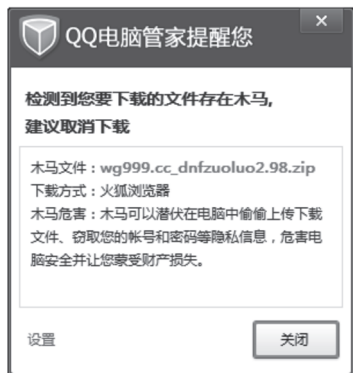 QQ电脑管家提醒您
检测到您要下载的文件存在木马,
建议取消下载
木马文件：wg999.cc_dnfzuoluo2.98.zip
下载方式：火狐浏览器
木马危害：木马可以潜伏在电脑中偷偷上传下载
文件、窃取您的帐号和密码等隐私信息，危害电
脑安全并让您蒙受财产损失。
设置
关闭